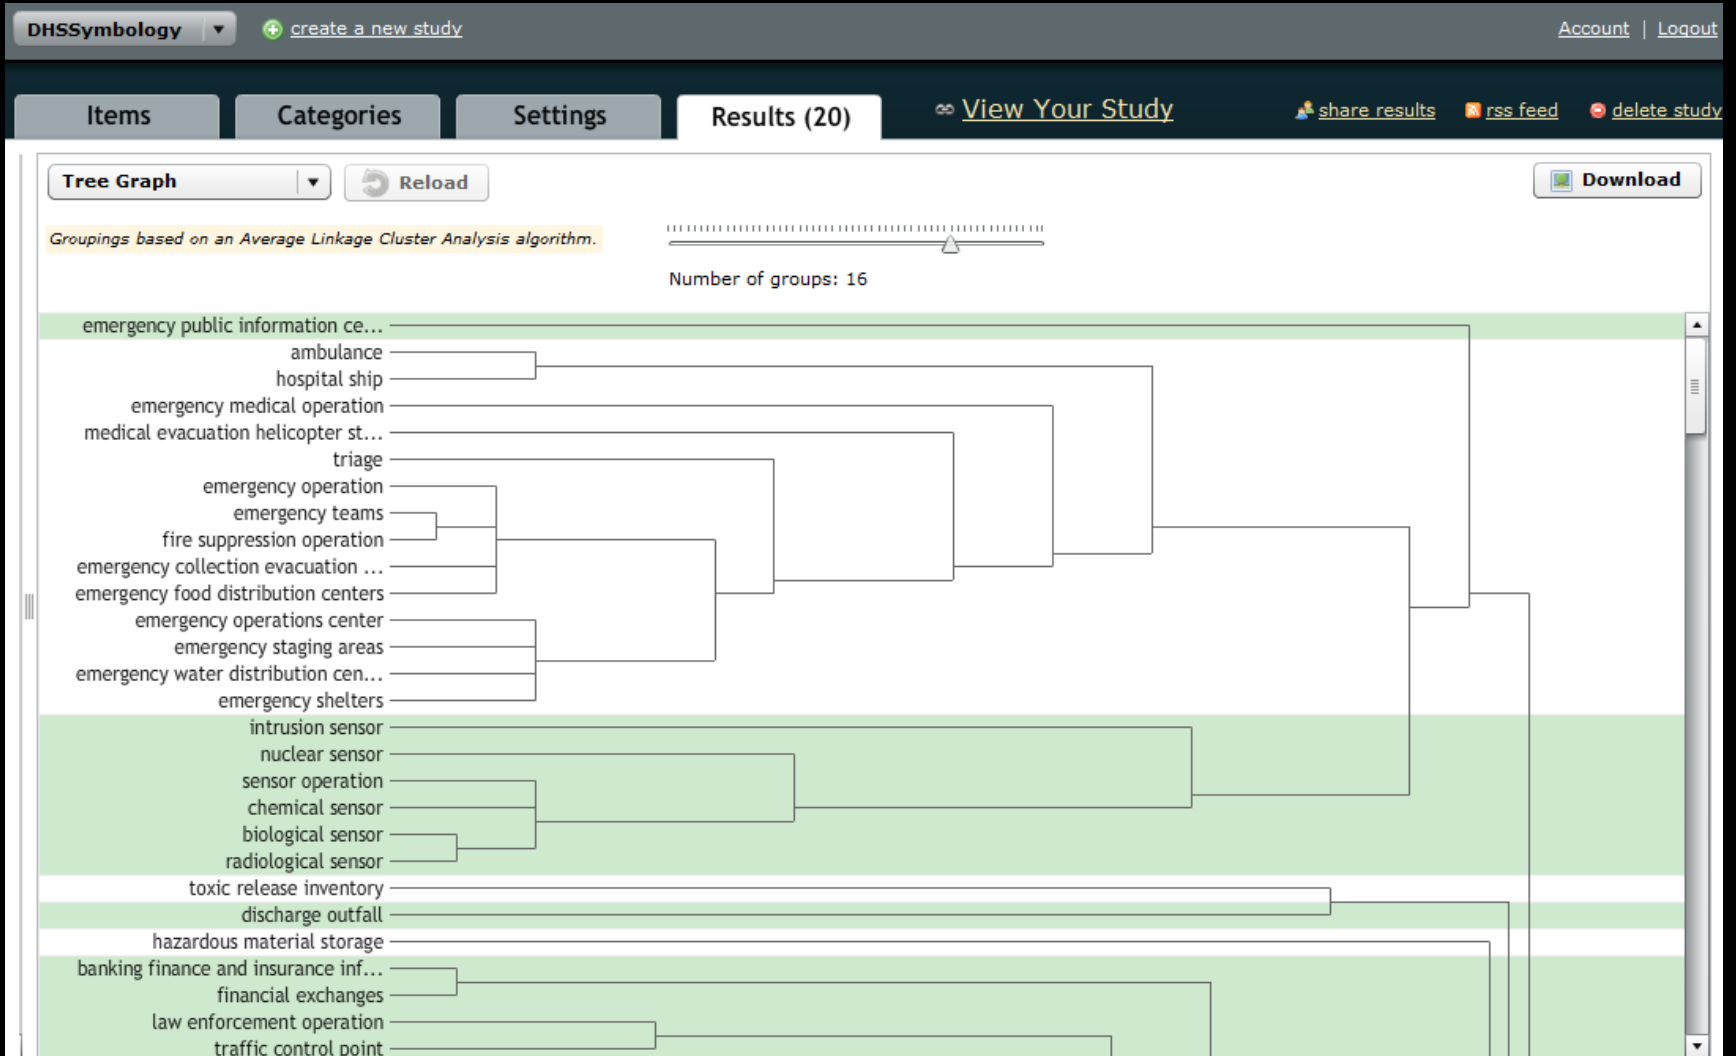 DHSSymbology create a new study Account | Logout
Items Categories Settings Results (20) View Your Study share results rss feed delete study
Tree Graph Reload Download
Groupings based on an Average Linkage Cluster Analysis algorithm.
Number of groups: 16
emergency public information ce...
ambulance
hospital ship
emergency medical operation
medical evacuation helicopter st...
triage
emergency operation
emergency teams
fire suppression operation
emergency collection evacuation ...
emergency food distribution centers
emergency operations center
emergency staging areas
emergency water distribution cen...
emergency shelters
intrusion sensor
nuclear sensor
sensor operation
chemical sensor
biological sensor
radiological sensor
toxic release inventory
discharge outfall
hazardous material storage
banking finance and insurance inf...
financial exchanges
law enforcement operation
traffic control point